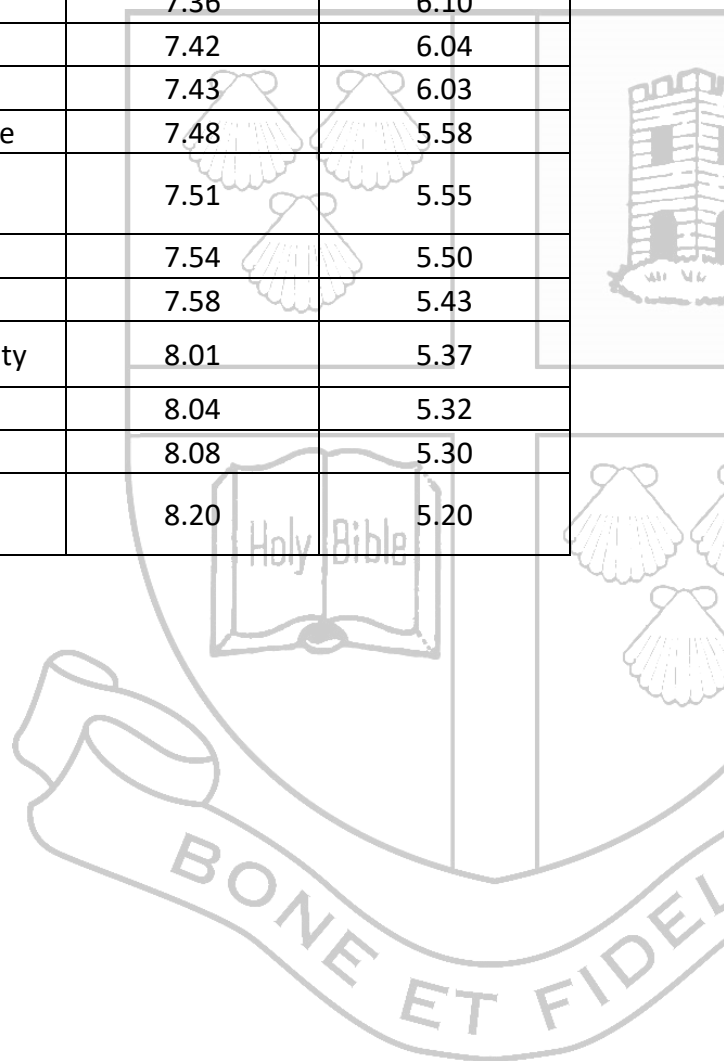 7.36 6.10
7.42 6.04
7.43 6.03
e 7.48 5.58
7.51 5.55
7.54 5.50
7.58 5.43
ty 8.01 5.37
8.04 5.32
8.08 5.30
8.20 5.20
Holy Bible
BONE ET FIDEL